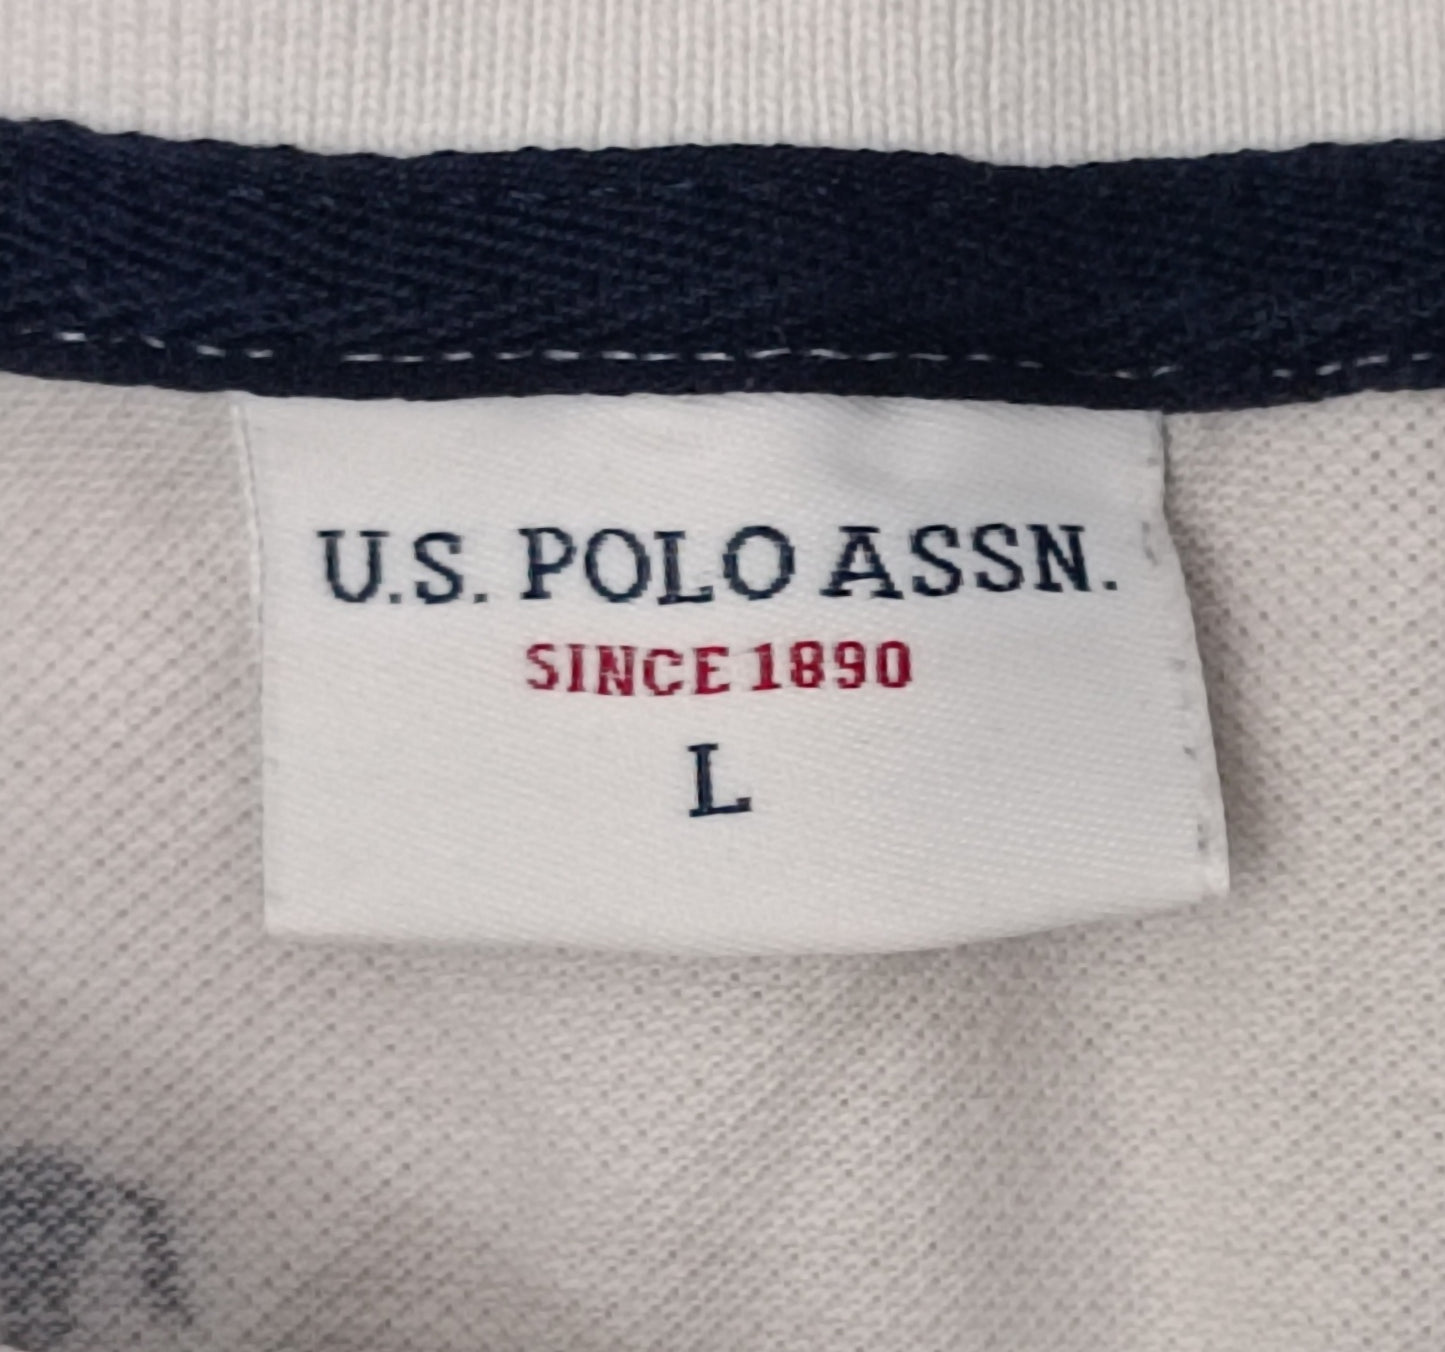 U.S. POLO ASSN.
SINCE 1890
L